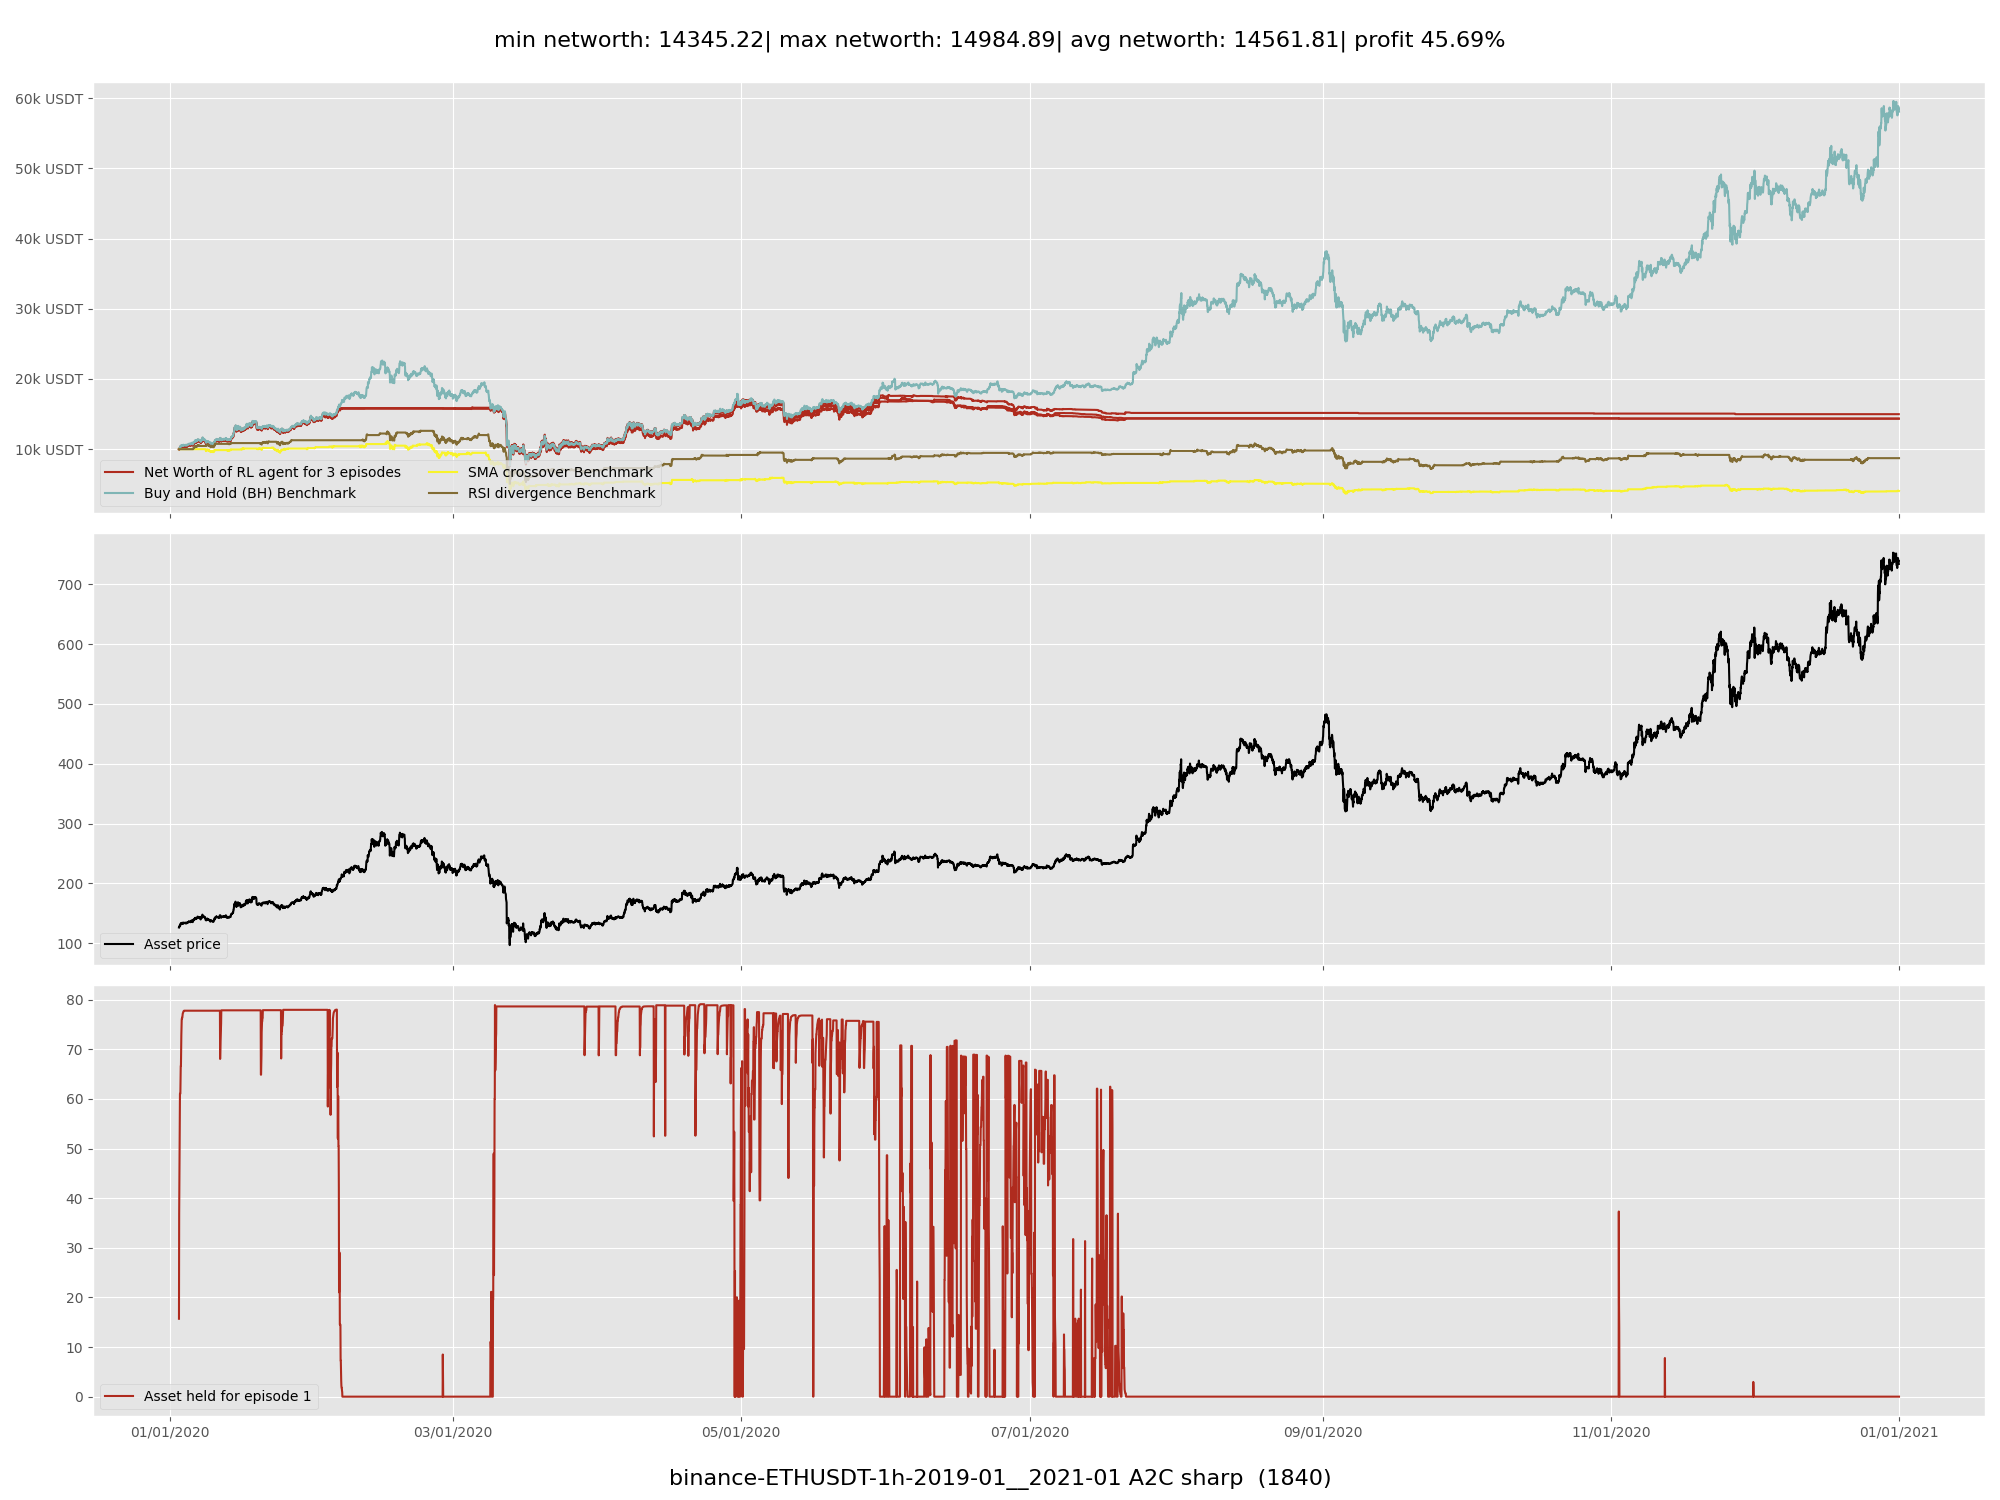 min networth: 14345.22| max networth: 14984.89| avg networth: 14561.81| profit 45.69%
60k USDT
50k USDT
40k USDT
30k USDT
20k USDT
10k USDT
Net Worth of RL agent for 3 episodes
Buy and Hold (BH) Benchmark
SMA crossover Benchmark
RSI divergence Benchmark
700
600
500
400
300
200
100
Asset price
80
70
60
50
40
30
20
10
0
Asset held for episode 1
01/01/2020 03/01/2020 05/01/2020 07/01/2020 09/01/2020 11/01/2020 01/01/2021
binance-ETHUSDT-1h-2019-01__2021-01 A2C sharp (1840)